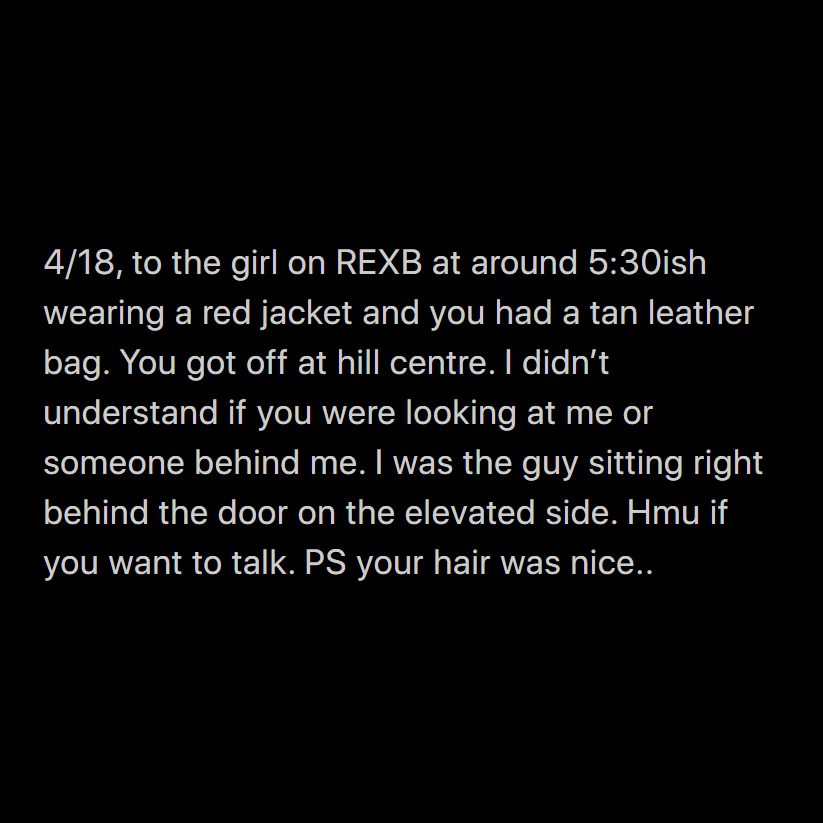 4/18, to the girl on REXB at around 5:30ish
wearing a red jacket and you had a tan leather
bag. You got off at hill centre. I didn’t
understand if you were looking at me or
someone behind me. I was the guy sitting right
behind the door on the elevated side. Hmu if
you want to talk. PS your hair was nice..